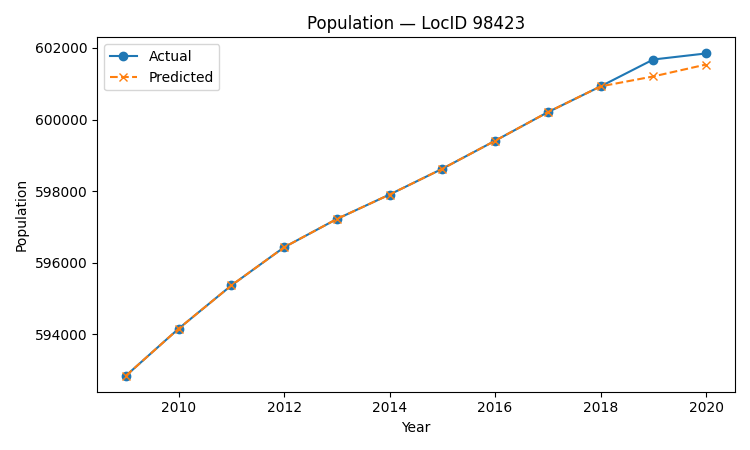 Population — LocID 98423
Actual
Predicted
602000
600000
598000
596000
594000
Population
2010
2012
2014
2016
2018
2020
Year